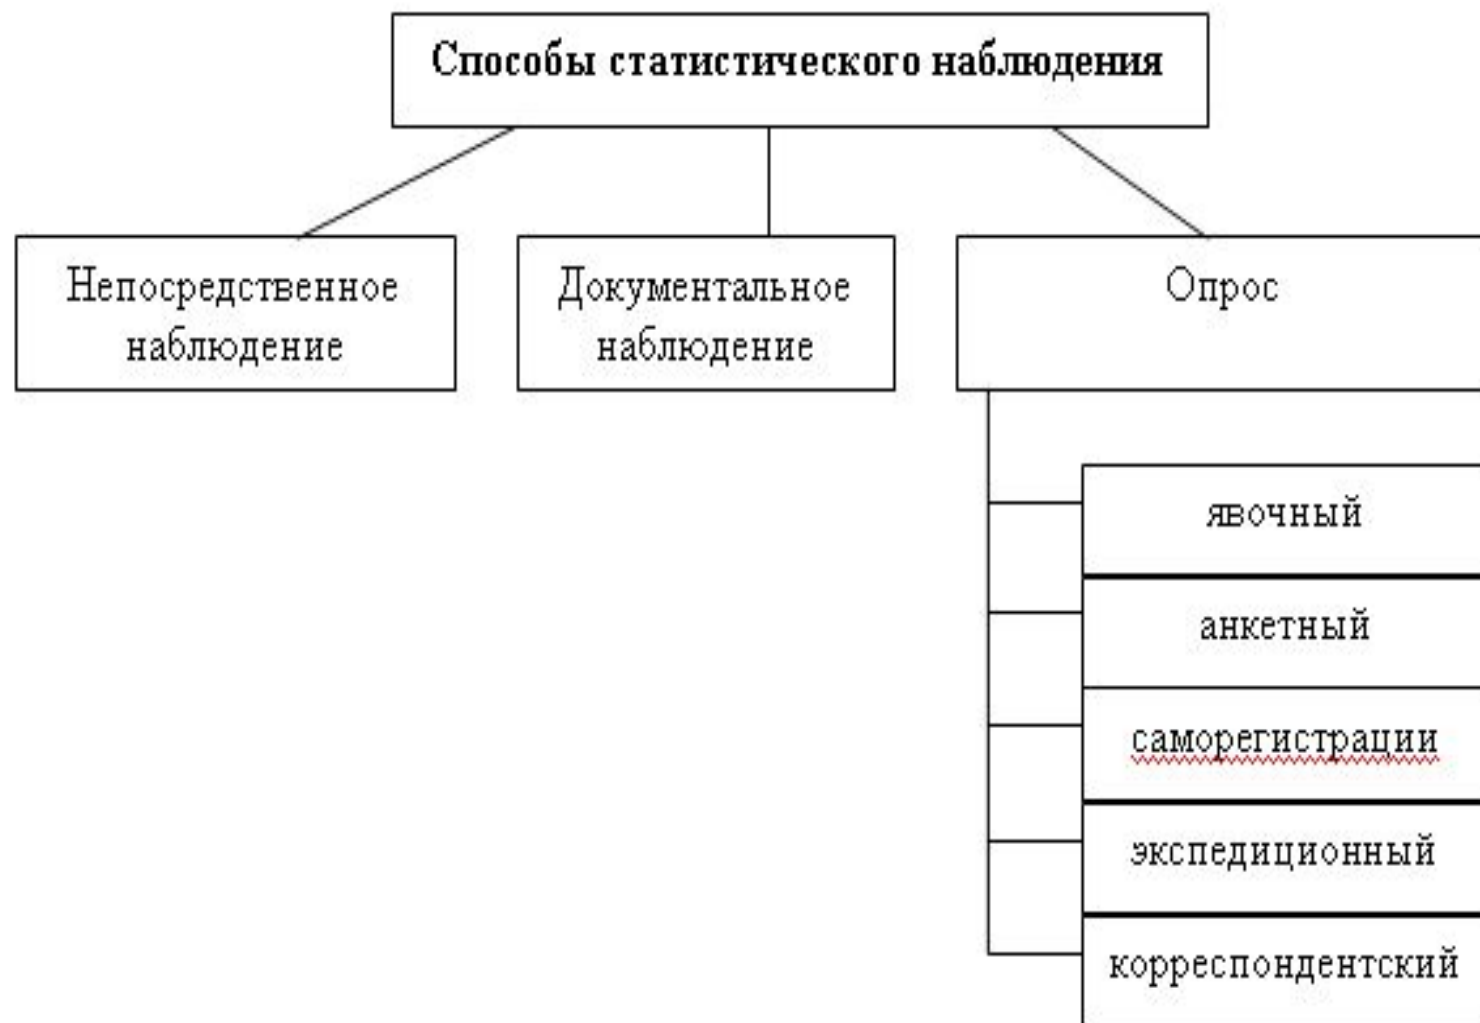 Способы статистического наблюдения
Непосредственное
наблюдение
Документальное
наблюдение
Опрос
явочный
анкетный
саморегистрации
экспедиционный
корреспондентский